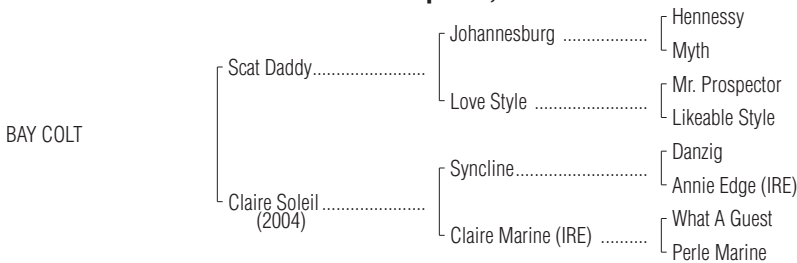 Hennessy
Johannesburg ..................
Myth
Scat Daddy........................
Mr. Prospector
Love Style ........................
Likeable Style
BAY COLT
Danzig
Syncline............................
Annie Edge (IRE)
Claire Soleil ......................
(2004)
What A Guest
Claire Marine (IRE) ..........
Perle Marine